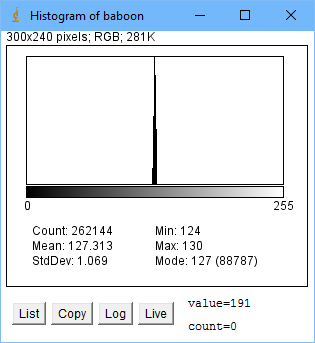 Histogram of baboon
300x240 pixels; RGB; 281K
0 255
Count: 262144 Min: 124
Mean: 127.313 Max: 130
StdDev: 1.069 Mode: 127 (88787)
List Copy Log Live value=191
count=0